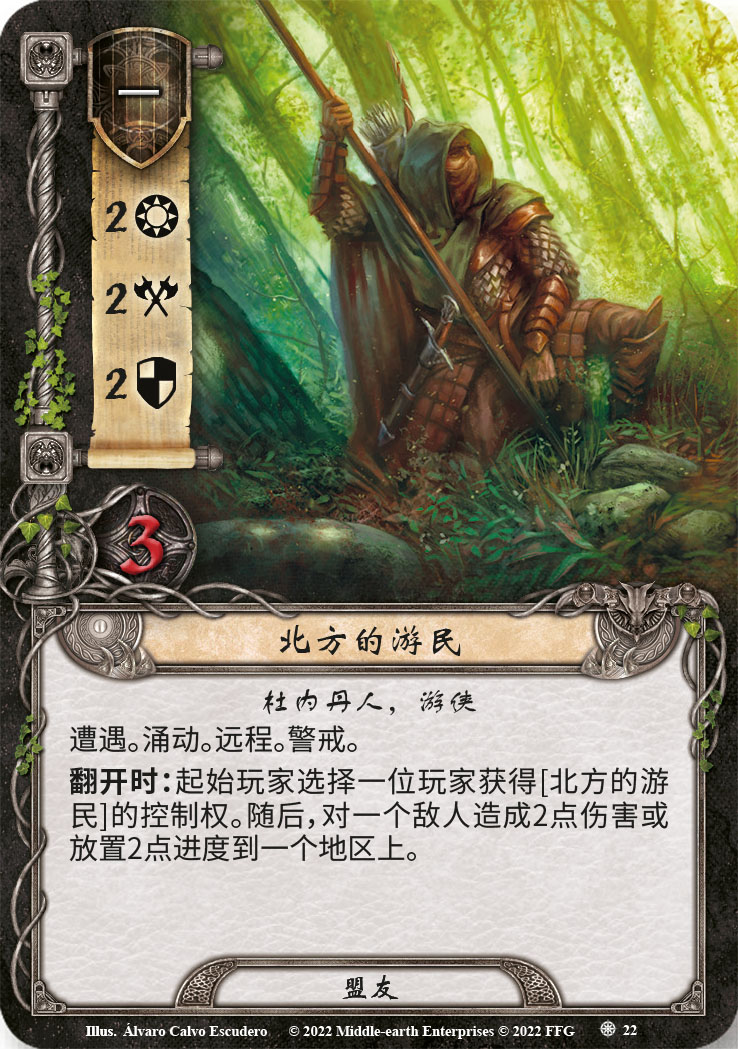 —
2
2
2
3
北方的游民
杜内丹人，游侠
遭遇。涌动。远程。警戒。
翻开时：起始玩家选择一位玩家获得[北方的游
民]的控制权。随后，对一个敌人造成2点伤害或
放置2点进度到一个地区上。
盟友
Illus. Álvaro Calvo Escudero © 2022 Middle-earth Enterprises © 2022 FFG 22